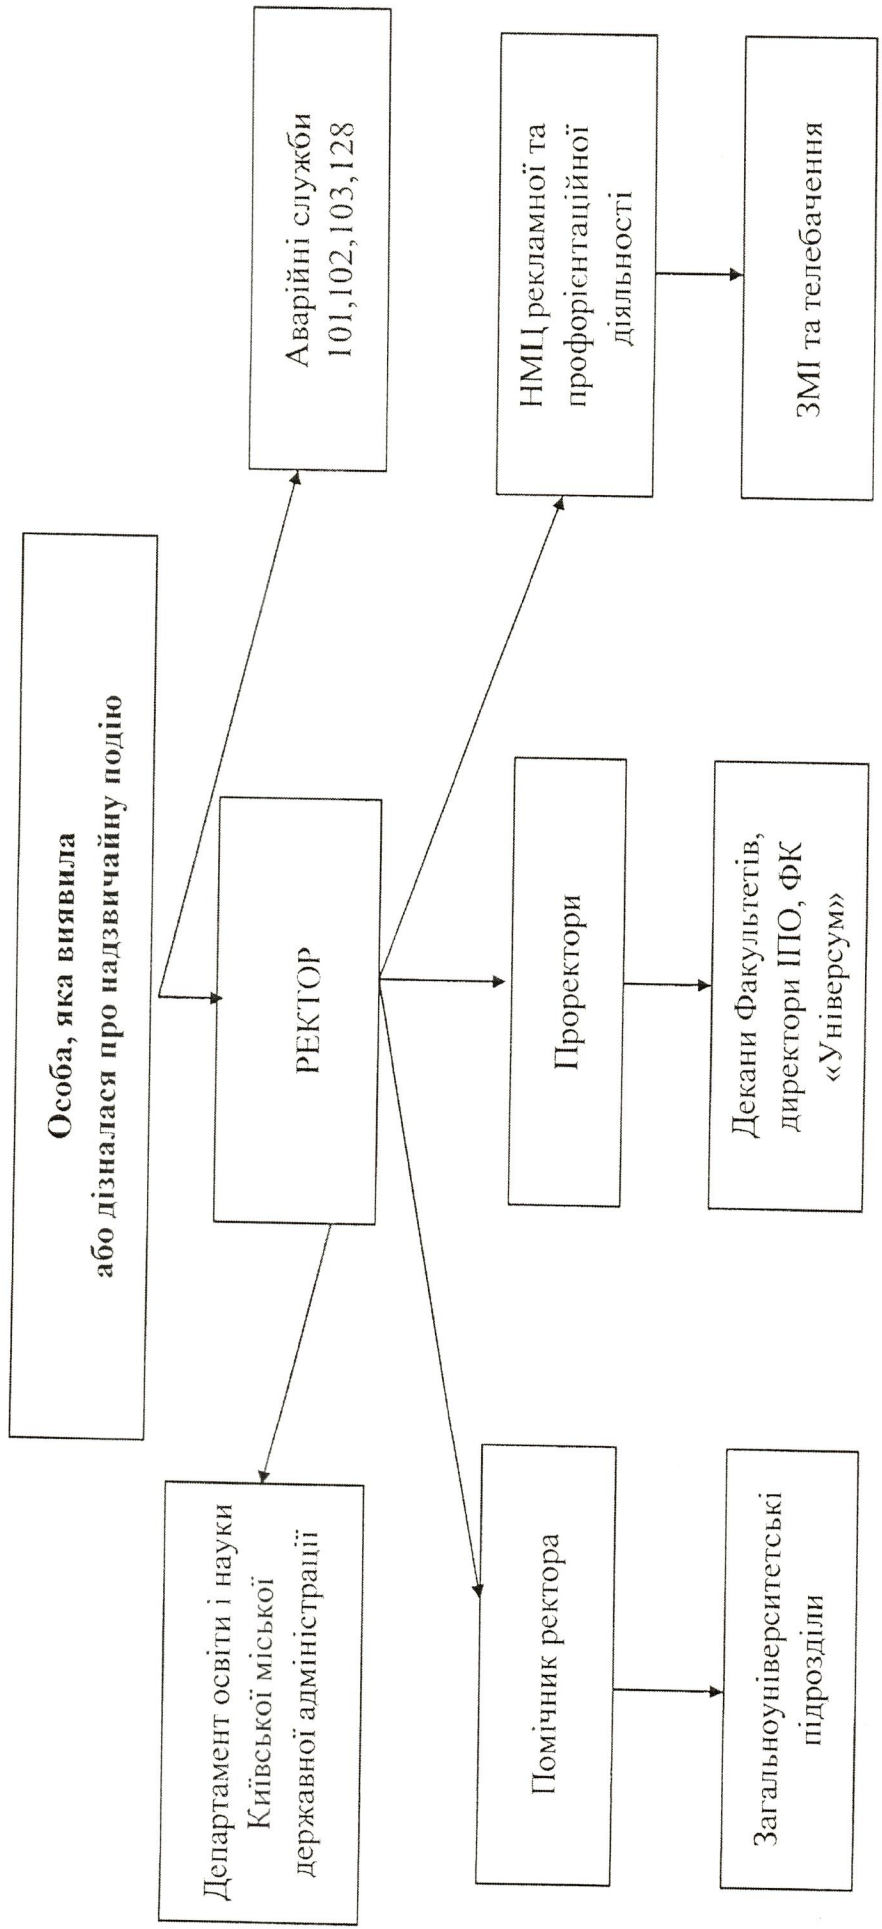 Особа, яка виявила
або дізналася про надзвичайну подію
Департамент освіти і науки
Київської міської
державної адміністрації
РЕКТОР
Аварійні служби
101,102,103,128
Помічник ректора
Проректори
НМЦ рекламної та
профорієнтаційної
діяльності
Загальноуніверситетські
підрозділи
Декани Факультетів,
директори ІПО, ФК
«Універсум»
ЗМІ та телебачення